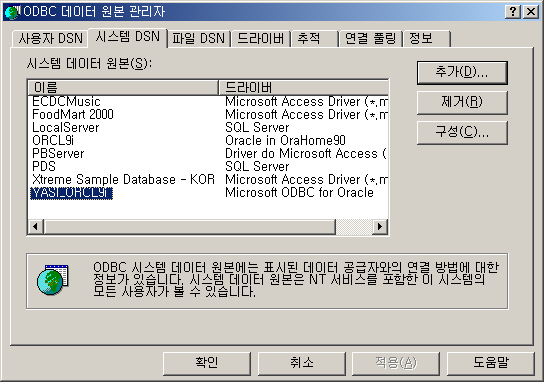 ODBC 데이터 원본 관리자
사용자 DSN 시스템 DSN 파일 DSN 드라이버 추적 연결 풀링 정보
시스템 데이터 원본(S):
이름 드라이버
ECDCMusic Microsoft Access Driver (*.m
FoodMart 2000 Microsoft Access Driver (*.m
LocalServer SQL Server
ORCL9i Oracle in OraHome90
PBServer Driver do Microsoft Access (
PDS SQL Server
Xtreme Sample Database - KOR Microsoft Access Driver (*.m
YASI_ORCL9i Microsoft ODBC for Oracle
추가(D)...
제거(R)
구성(C)...
ODBC 시스템 데이터 원본에는 표시된 데이터 공급자와의 연결 방법에 대한
정보가 있습니다. 시스템 데이터 원본은 NT 서비스를 포함한 이 시스템의
모든 사용자가 볼 수 있습니다.
확인 취소 적용(A) 도움말